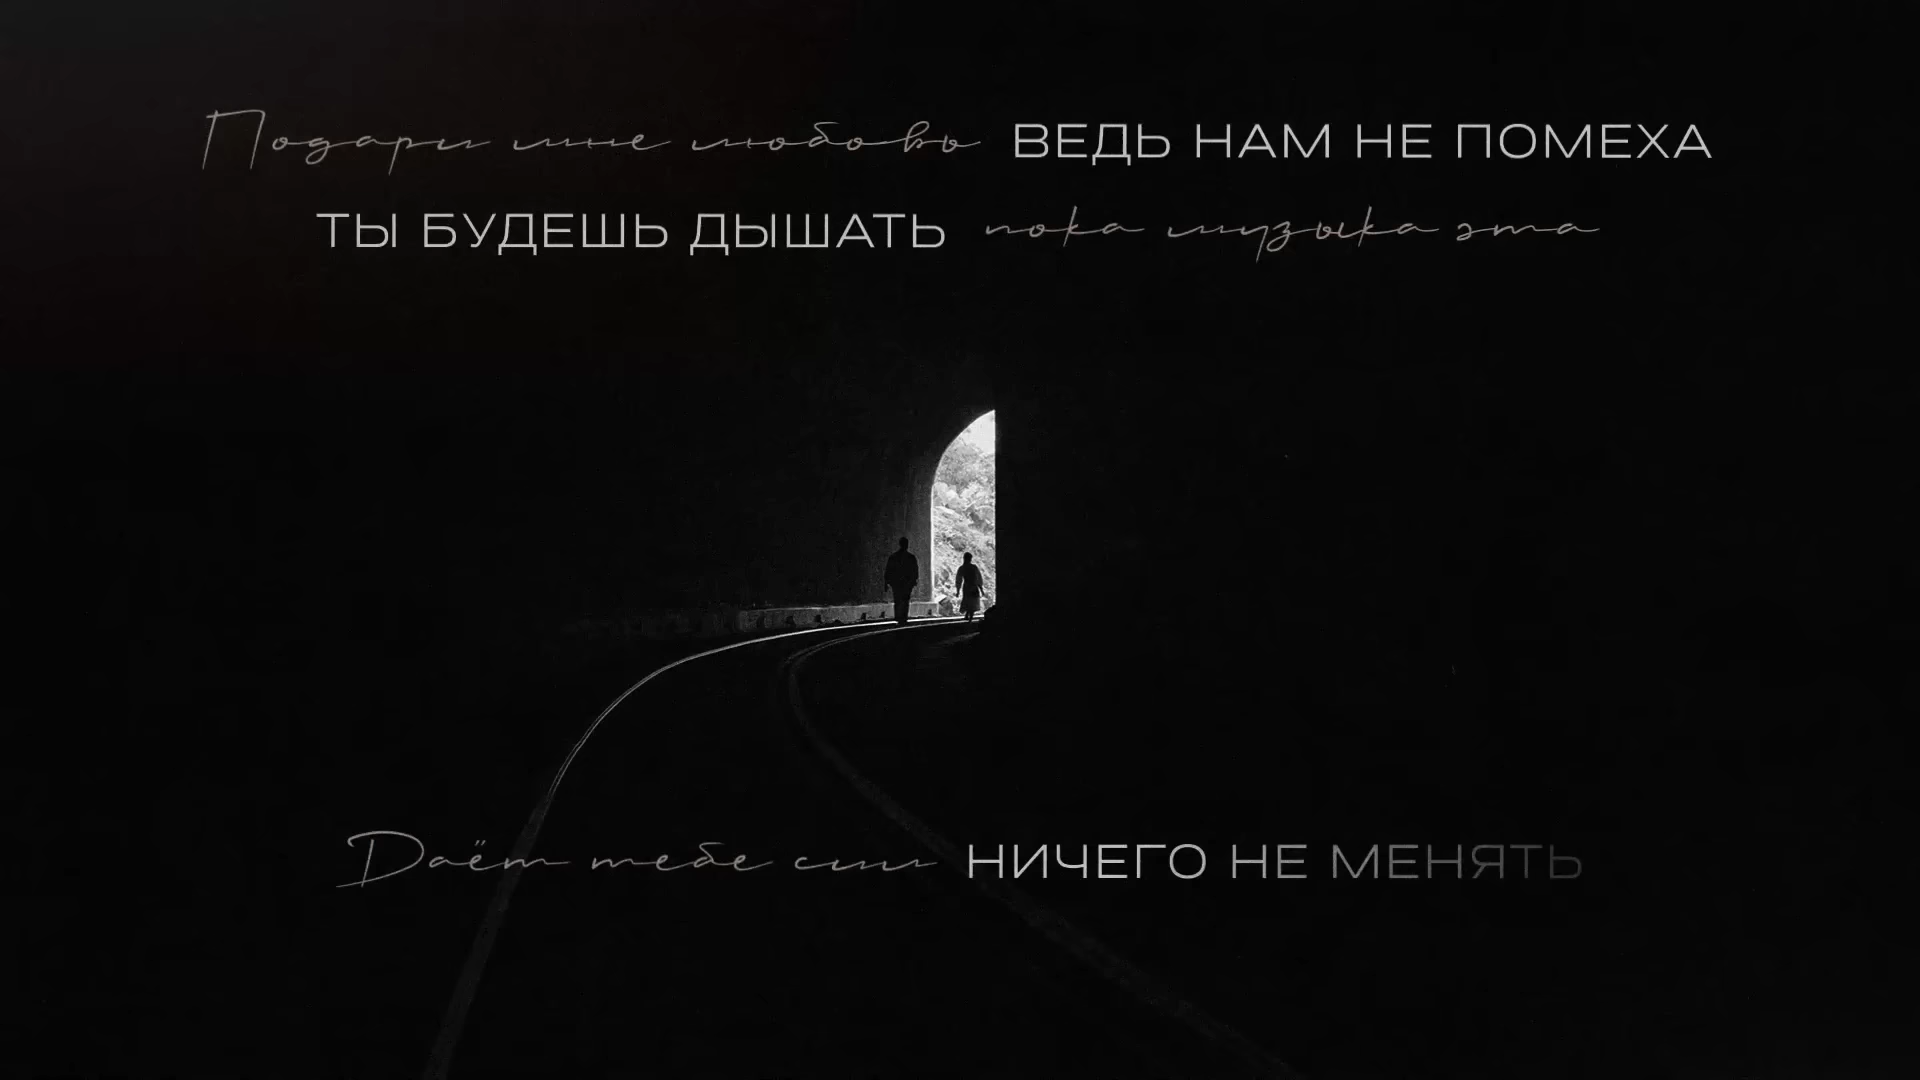 Подари мне любовь ВЕДЬ НАМ НЕ ПОМЕХА
ТЫ БУДЕШЬ ДЫШАТЬ пока музыка эта
Даёт тебе сил НИЧЕГО НЕ МЕНЯТЬ